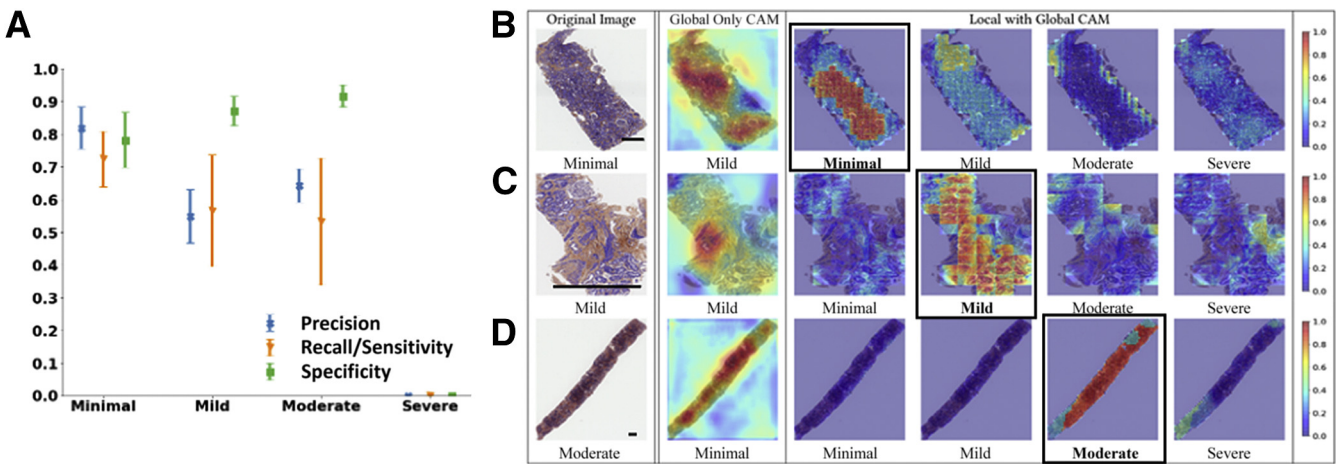 A
1.0
0.9
0.8
0.7
0.6
0.5
0.4
0.3
0.2
0.1
0.0
Minimal Mild Moderate Severe
Precision
Recall/Sensitivity
Specificity
B
Original Image Global Only CAM Local with Global CAM
Minimal Mild Minimal Mild Moderate Severe
1.0
0.8
0.6
0.4
0.2
0.0
C
Mild Mild Minimal Mild Moderate Severe
1.0
0.8
0.6
0.4
0.2
0.0
D
Moderate Minimal Minimal Mild Moderate Severe
1.0
0.8
0.6
0.4
0.2
0.0